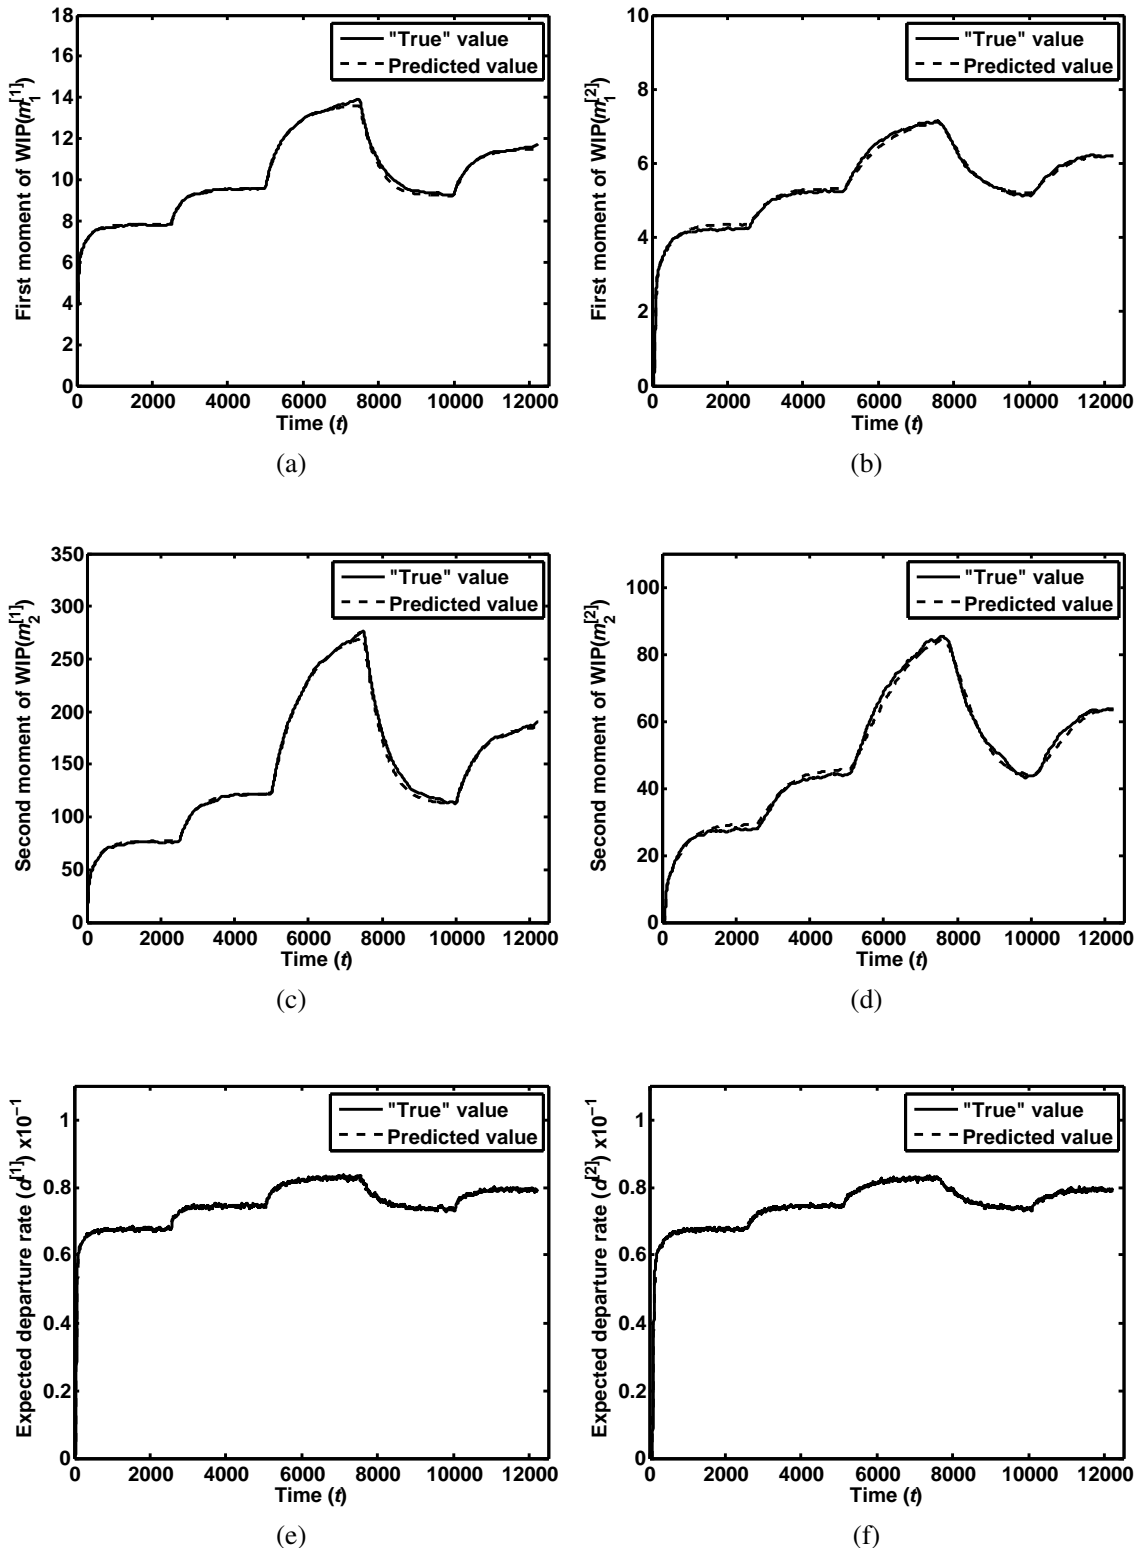 18
16
14
12
10
8
6
4
2
0
0 2000 4000 6000 8000 10000 12000
First moment of WIP(m₁^[1])
Time (t)
"True" value
Predicted value
(a)
10
8
6
4
2
0
0 2000 4000 6000 8000 10000 12000
First moment of WIP(m₁^[2])
Time (t)
"True" value
Predicted value
(b)
350
300
250
200
150
100
50
0
0 2000 4000 6000 8000 10000 12000
Second moment of WIP(m₂^[1])
Time (t)
"True" value
Predicted value
(c)
100
80
60
40
20
0
0 2000 4000 6000 8000 10000 12000
Second moment of WIP(m₂^[2])
Time (t)
"True" value
Predicted value
(d)
1
0.8
0.6
0.4
0.2
0
0 2000 4000 6000 8000 10000 12000
Expected departure rate (d^[1]) x10⁻¹
Time (t)
"True" value
Predicted value
(e)
1
0.8
0.6
0.4
0.2
0
0 2000 4000 6000 8000 10000 12000
Expected departure rate (d^[2]) x10⁻¹
Time (t)
"True" value
Predicted value
(f)